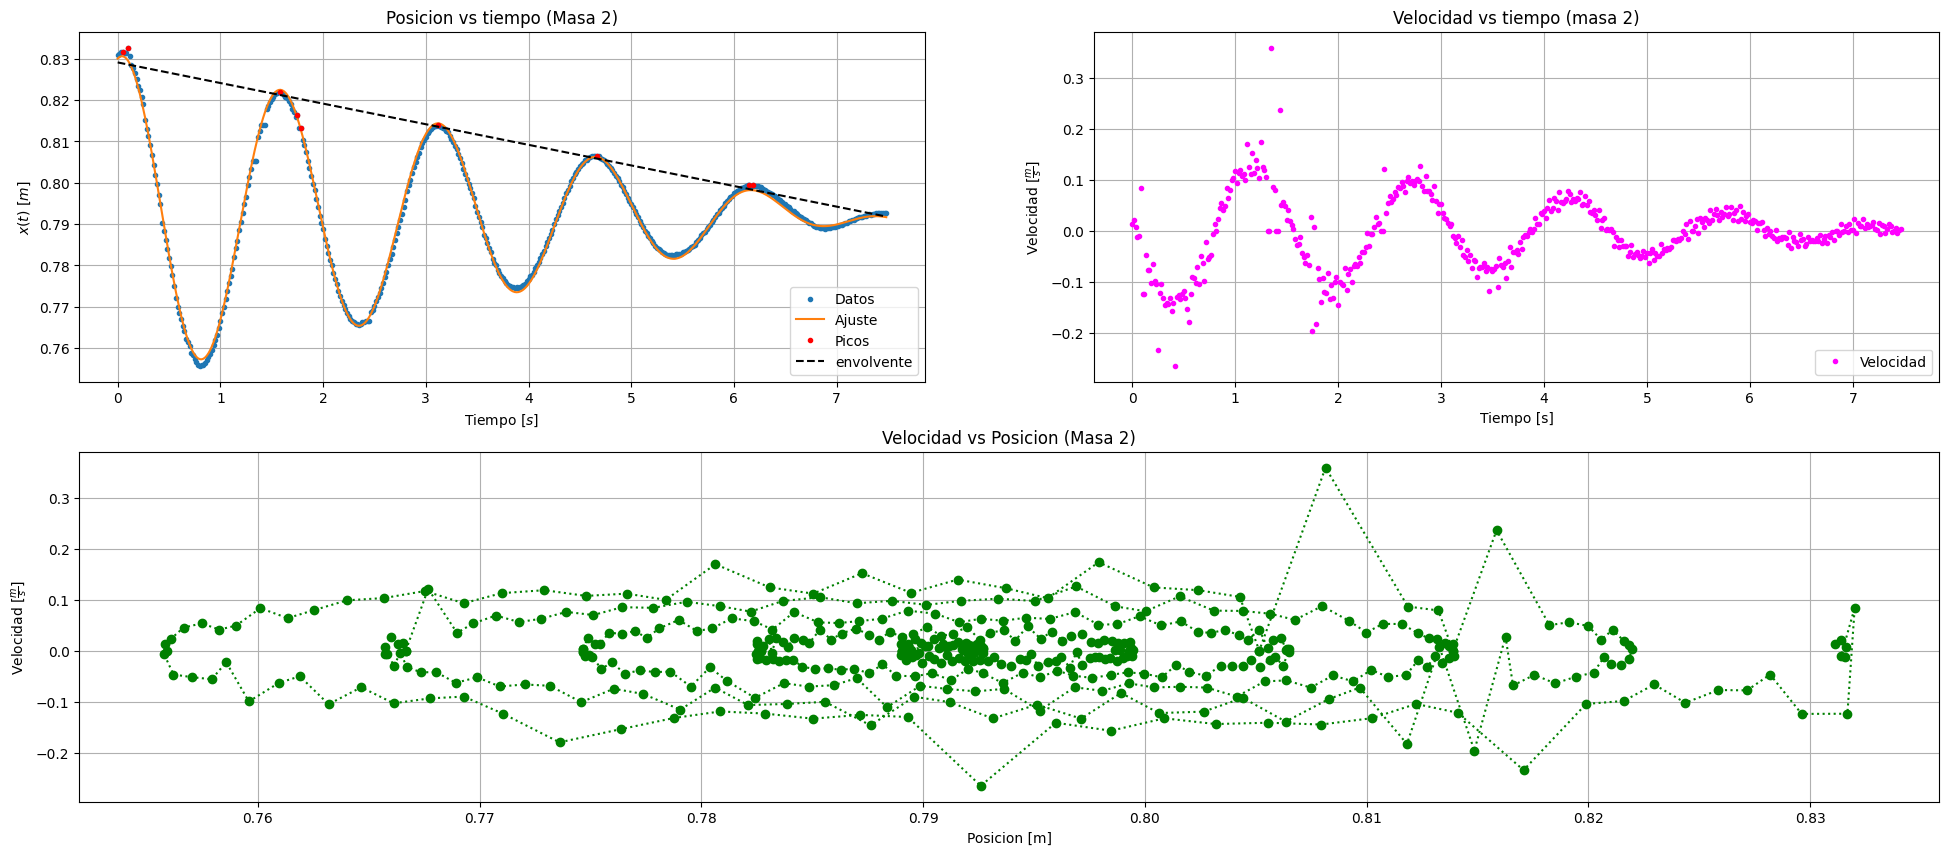 Posicion vs tiempo (Masa 2)
x(t) [m]
0.83
0.82
0.81
0.80
0.79
0.78
0.77
0.76
Datos
Ajuste
Picos
envolvente
0 1 2 3 4 5 6 7
Tiempo [s]
Velocidad vs tiempo (masa 2)
Velocidad [m/s]
0.3
0.2
0.1
0.0
−0.1
−0.2
Velocidad
0 1 2 3 4 5 6 7
Tiempo [s]
Velocidad vs Posicion (Masa 2)
Velocidad [m/s]
0.3
0.2
0.1
0.0
−0.1
−0.2
0.76 0.77 0.78 0.79 0.80 0.81 0.82 0.83
Posicion [m]